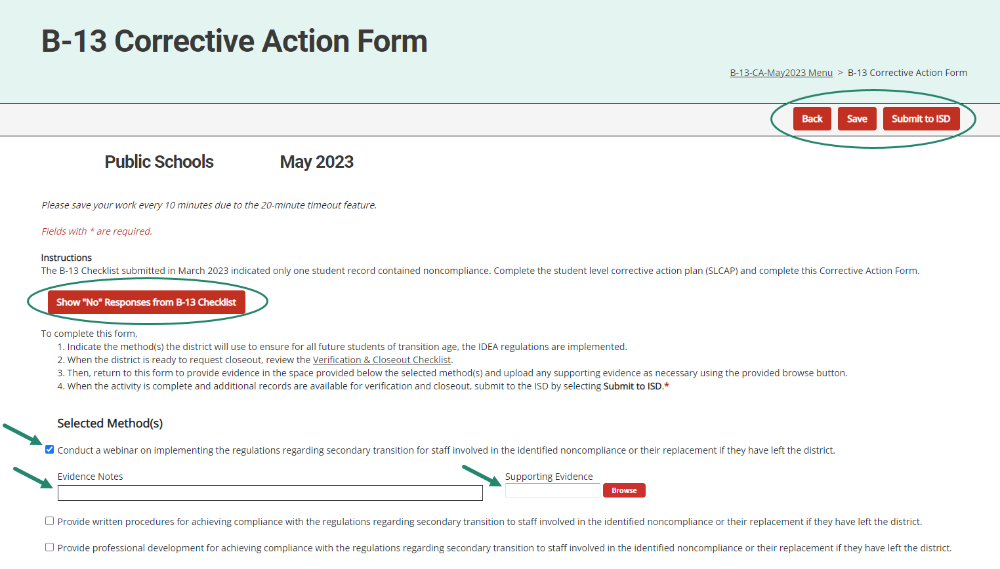 B-13 Corrective Action Form
B-13-CA-May2023 Menu > B-13 Corrective Action Form
Back Save Submit to ISD
Public Schools May 2023
Please save your work every 10 minutes due to the 20-minute timeout feature.
Fields with * are required.
Instructions
The B-13 Checklist submitted in March 2023 indicated only one student record contained noncompliance. Complete the student level corrective action plan (SLCAP) and complete this Corrective Action Form.
Show "No" Responses from B-13 Checklist
To complete this form,
1. Indicate the method(s) the district will use to ensure for all future students of transition age, the IDEA regulations are implemented.
2. When the district is ready to request closeout, review the Verification & Closeout Checklist.
3. Then, return to this form to provide evidence in the space provided below the selected method(s) and upload any supporting evidence as necessary using the provided browse button.
4. When the activity is complete and additional records are available for verification and closeout, submit to the ISD by selecting Submit to ISD.*
Selected Method(s)
Conduct a webinar on implementing the regulations regarding secondary transition for staff involved in the identified noncompliance or their replacement if they have left the district.
Evidence Notes Supporting Evidence
Browse
Provide written procedures for achieving compliance with the regulations regarding secondary transition to staff involved in the identified noncompliance or their replacement if they have left the district.
Provide professional development for achieving compliance with the regulations regarding secondary transition to staff involved in the identified noncompliance or their replacement if they have left the district.